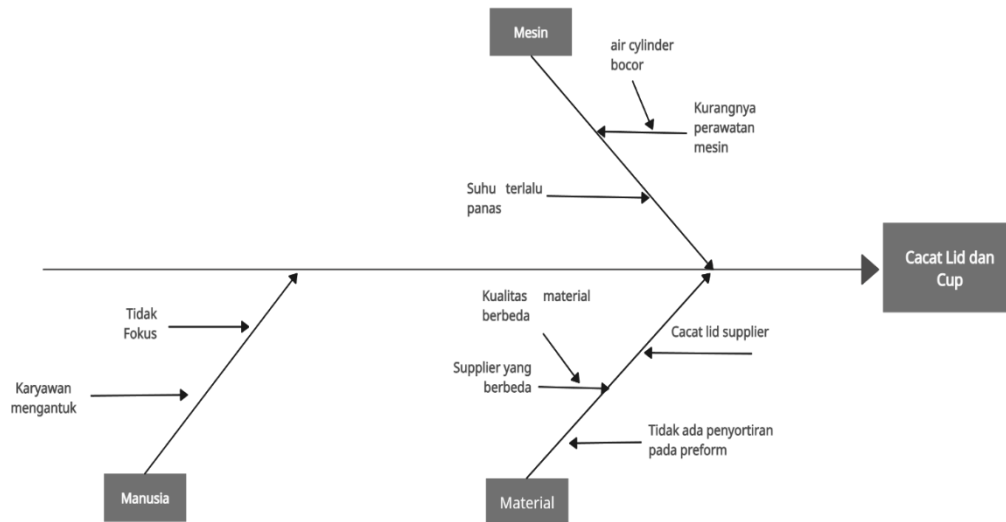 Mesin
air cylinder
bocor
Kurangnya
perawatan
mesin
Suhu terlalu
panas
Cacat Lid dan
Cup
Kualitas material
berbeda
Tidak
Fokus
Cacat lid supplier
Supplier yang
berbeda
Karyawan
mengantuk
Tidak ada penyortiran
pada preform
Manusia
Material